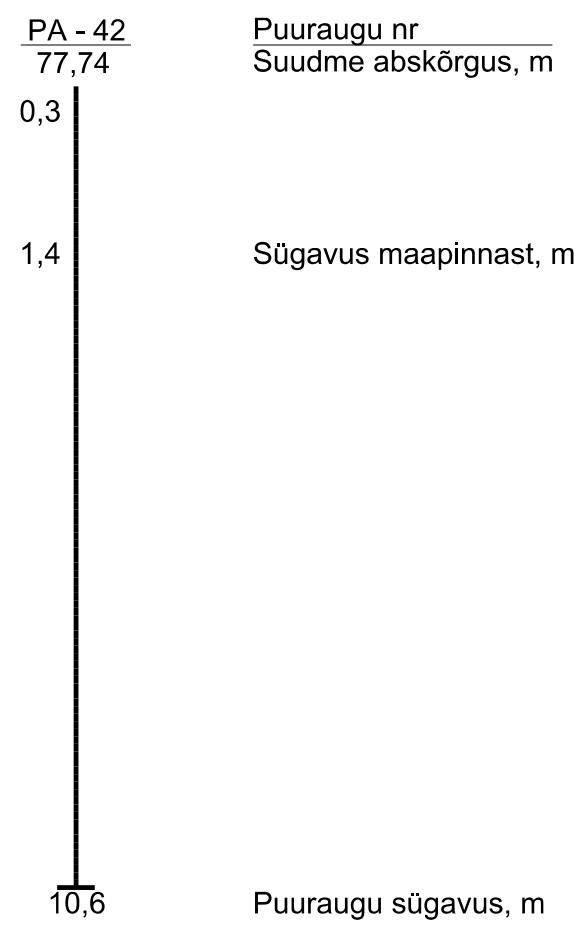 PA - 42 Puuraugu nr
77,74 Suudme abskõrgus, m
0,3
1,4 Sügavus maapinnast, m
10,6 Puuraugu sügavus, m